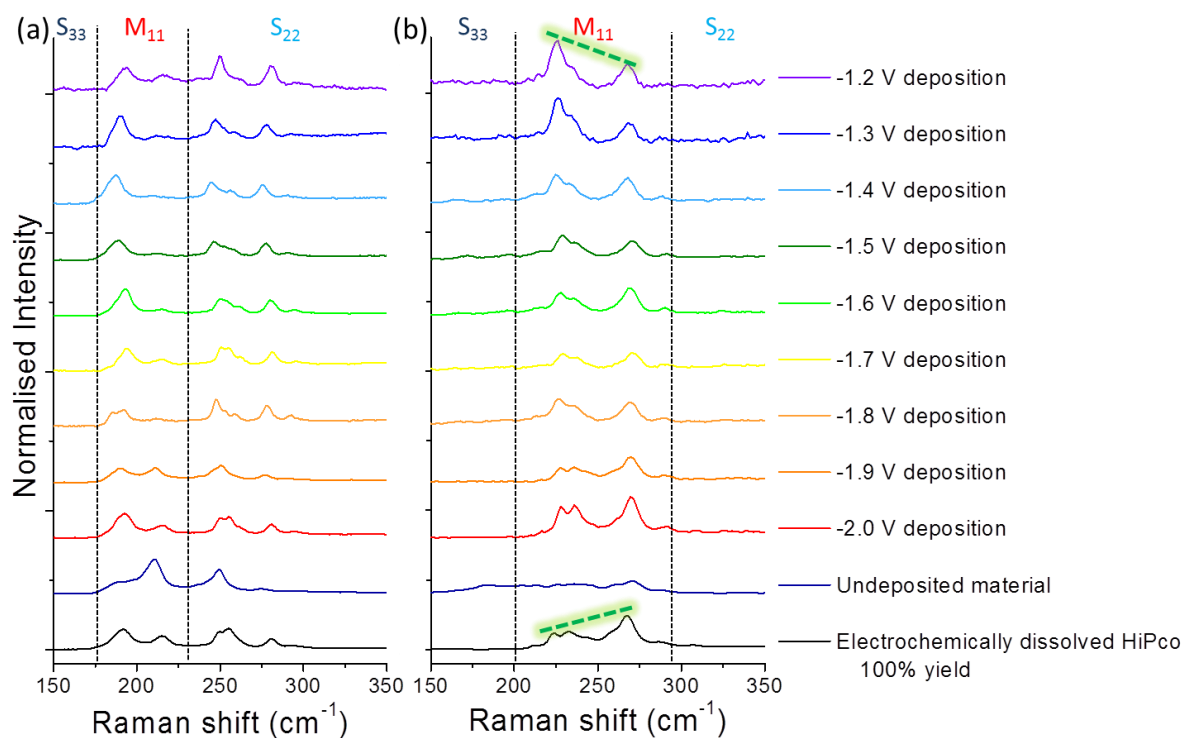 (a) S₃₃ M₁₁ S₂₂
(b) S₃₃ M₁₁ S₂₂
Normalised Intensity
-1.2 V deposition
-1.3 V deposition
-1.4 V deposition
-1.5 V deposition
-1.6 V deposition
-1.7 V deposition
-1.8 V deposition
-1.9 V deposition
-2.0 V deposition
Undeposited material
Electrochemically dissolved HiPco
100% yield
150 200 250 300 350
150 200 250 300 350
Raman shift (cm⁻¹)
Raman shift (cm⁻¹)